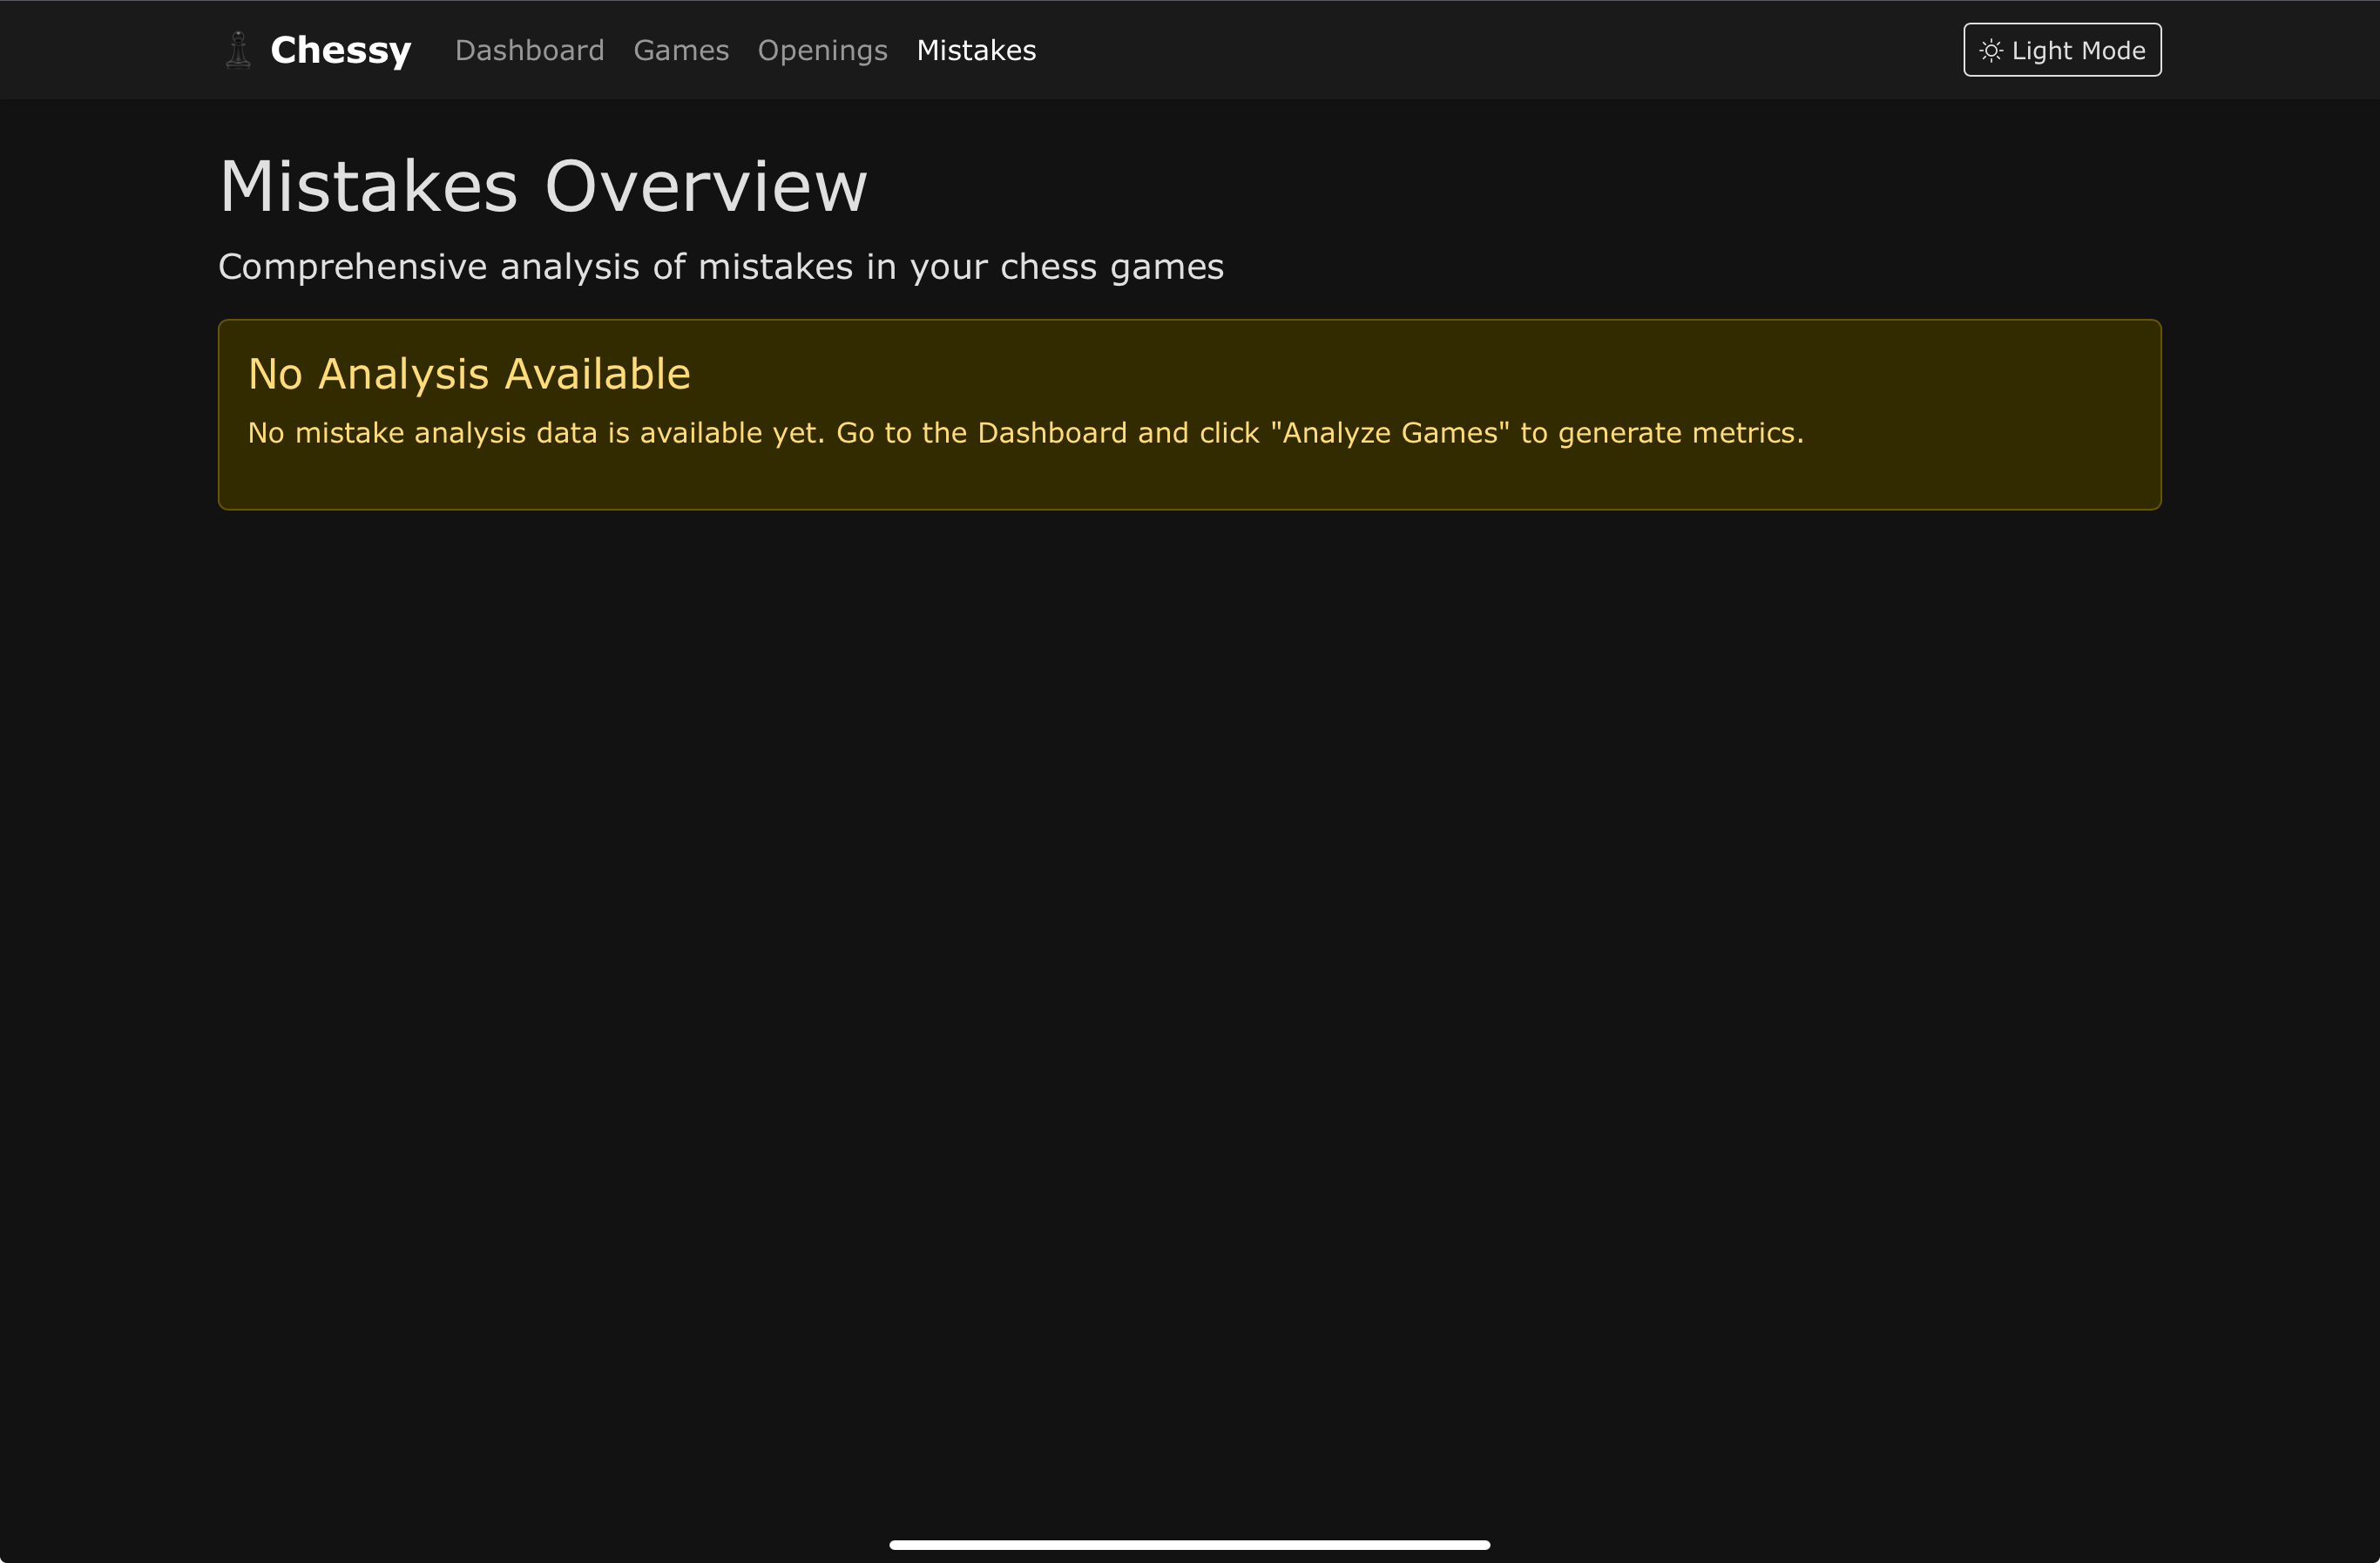 Chessy Dashboard Games Openings Mistakes Light Mode
Mistakes Overview
Comprehensive analysis of mistakes in your chess games
No Analysis Available
No mistake analysis data is available yet. Go to the Dashboard and click "Analyze Games" to generate metrics.